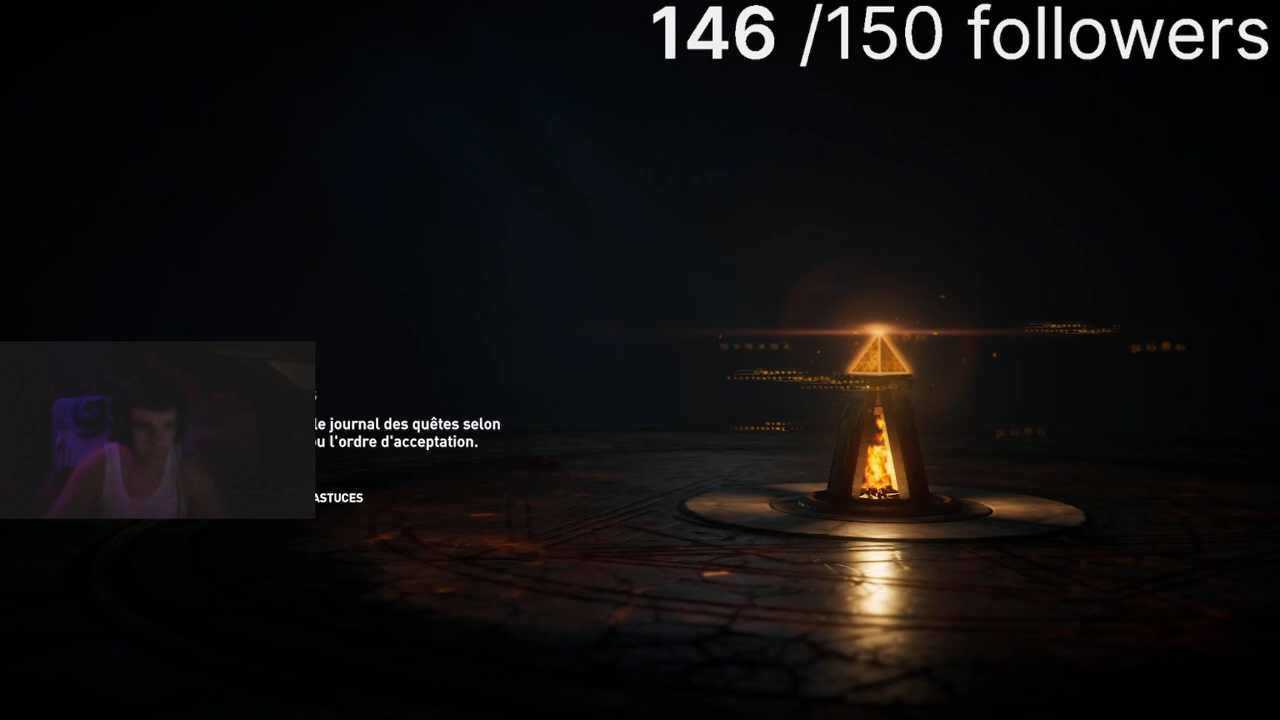 146 /150 followers
le journal des quêtes selon
ou l'ordre d'acceptation.
ASTUCES